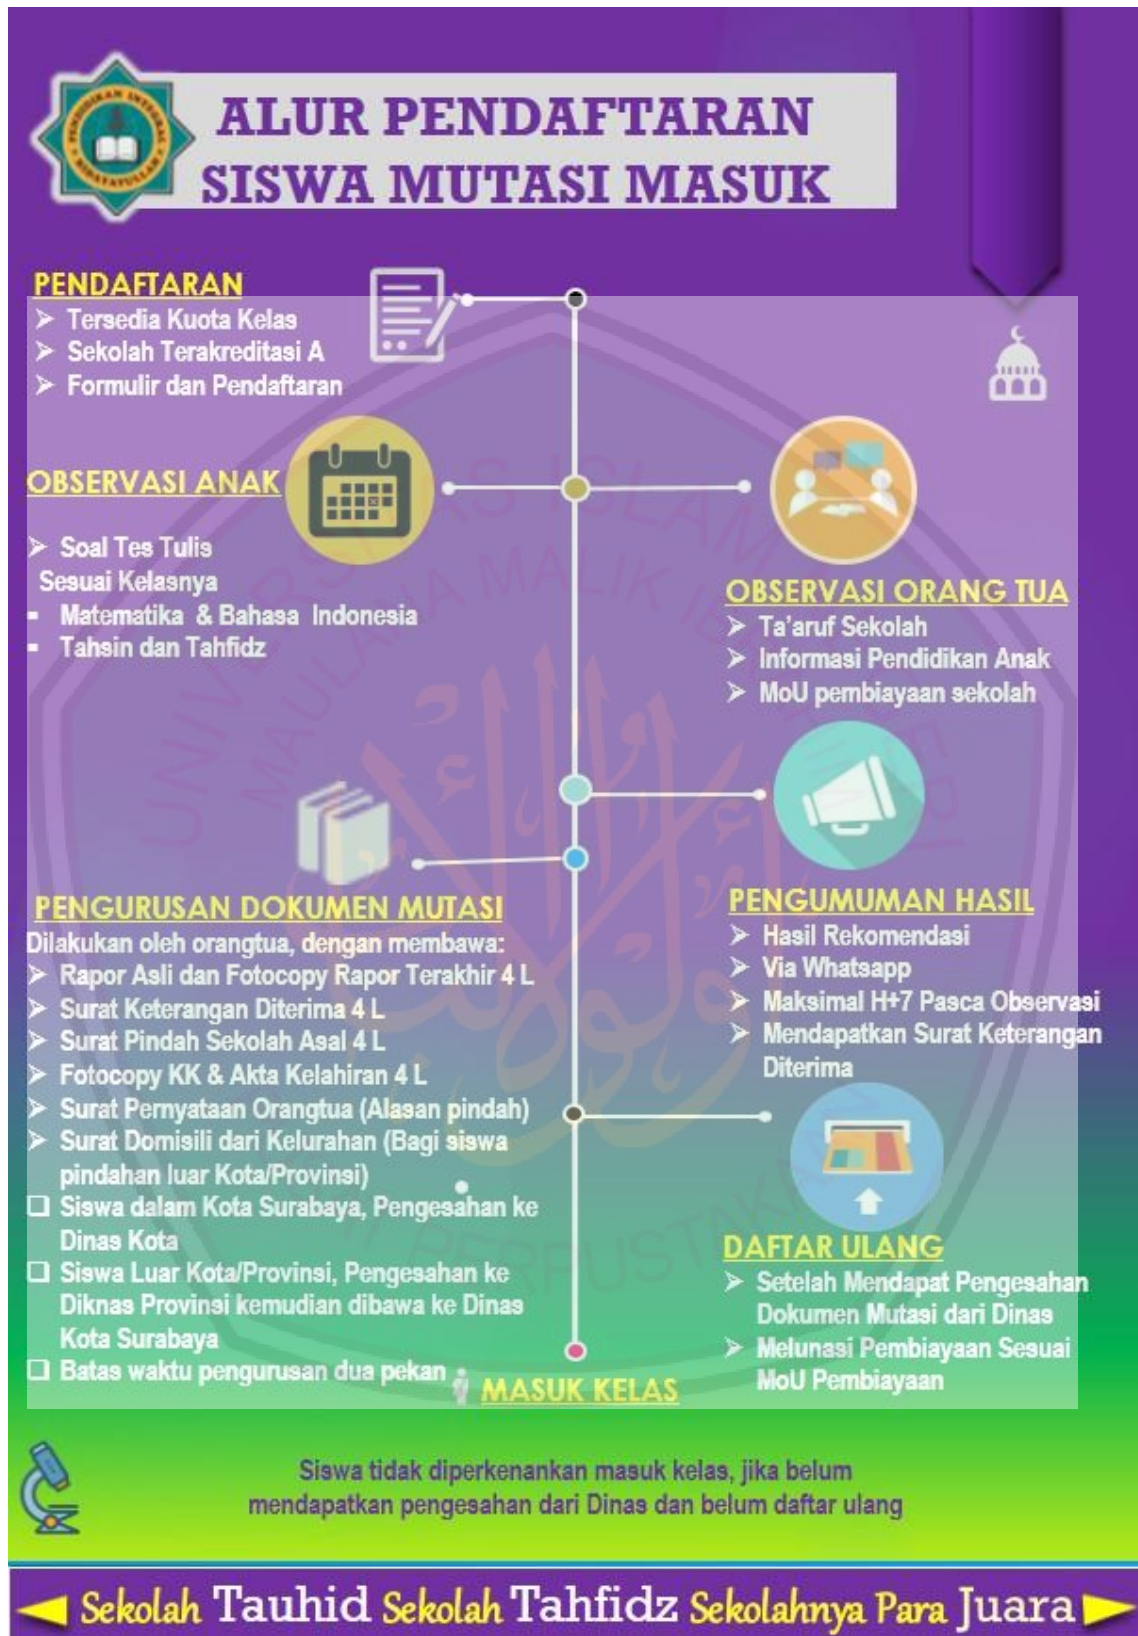 PENDIDIKAN INTEGRAL
HIDAYATULLAH
ALUR PENDAFTARAN
SISWA MUTASI MASUK
PENDAFTARAN
➢ Tersedia Kuota Kelas
➢ Sekolah Terakreditasi A
➢ Formulir dan Pendaftaran
OBSERVASI ANAK
➢ Soal Tes Tulis
Sesuai Kelasnya
▪ Matematika & Bahasa Indonesia
▪ Tahsin dan Tahfidz
OBSERVASI ORANG TUA
➢ Ta'aruf Sekolah
➢ Informasi Pendidikan Anak
➢ MoU pembiayaan sekolah
PENGUMUMAN HASIL
➢ Hasil Rekomendasi
➢ Via Whatsapp
➢ Maksimal H+7 Pasca Observasi
➢ Mendapatkan Surat Keterangan
Diterima
PENGURUSAN DOKUMEN MUTASI
Dilakukan oleh orangtua, dengan membawa:
➢ Rapor Asli dan Fotocopy Rapor Terakhir 4 L
➢ Surat Keterangan Diterima 4 L
➢ Surat Pindah Sekolah Asal 4 L
➢ Fotocopy KK & Akta Kelahiran 4 L
➢ Surat Pernyataan Orangtua (Alasan pindah)
➢ Surat Domisili dari Kelurahan (Bagi siswa
pindahan luar Kota/Provinsi)
❑ Siswa dalam Kota Surabaya, Pengesahan ke
Dinas Kota
❑ Siswa Luar Kota/Provinsi, Pengesahan ke
Diknas Provinsi kemudian dibawa ke Dinas
Kota Surabaya
❑ Batas waktu pengurusan dua pekan
DAFTAR ULANG
➢ Setelah Mendapat Pengesahan
Dokumen Mutasi dari Dinas
➢ Melunasi Pembiayaan Sesuai
MoU Pembiayaan
MASUK KELAS
Siswa tidak diperkenankan masuk kelas, jika belum
mendapatkan pengesahan dari Dinas dan belum daftar ulang
Sekolah Tauhid Sekolah Tahfidz Sekolahnya Para Juara